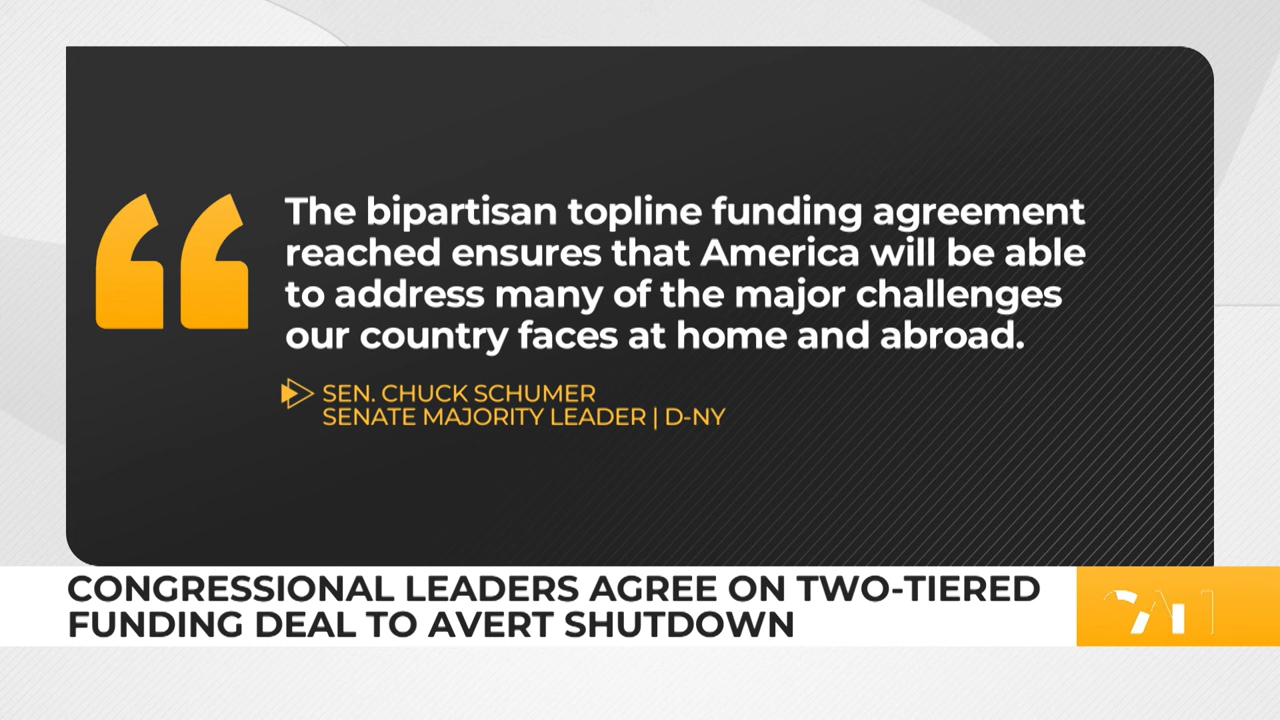 The bipartisan topline funding agreement
reached ensures that America will be able
to address many of the major challenges
our country faces at home and abroad.
SEN. CHUCK SCHUMER
SENATE MAJORITY LEADER | D-NY
CONGRESSIONAL LEADERS AGREE ON TWO-TIERED
FUNDING DEAL TO AVERT SHUTDOWN